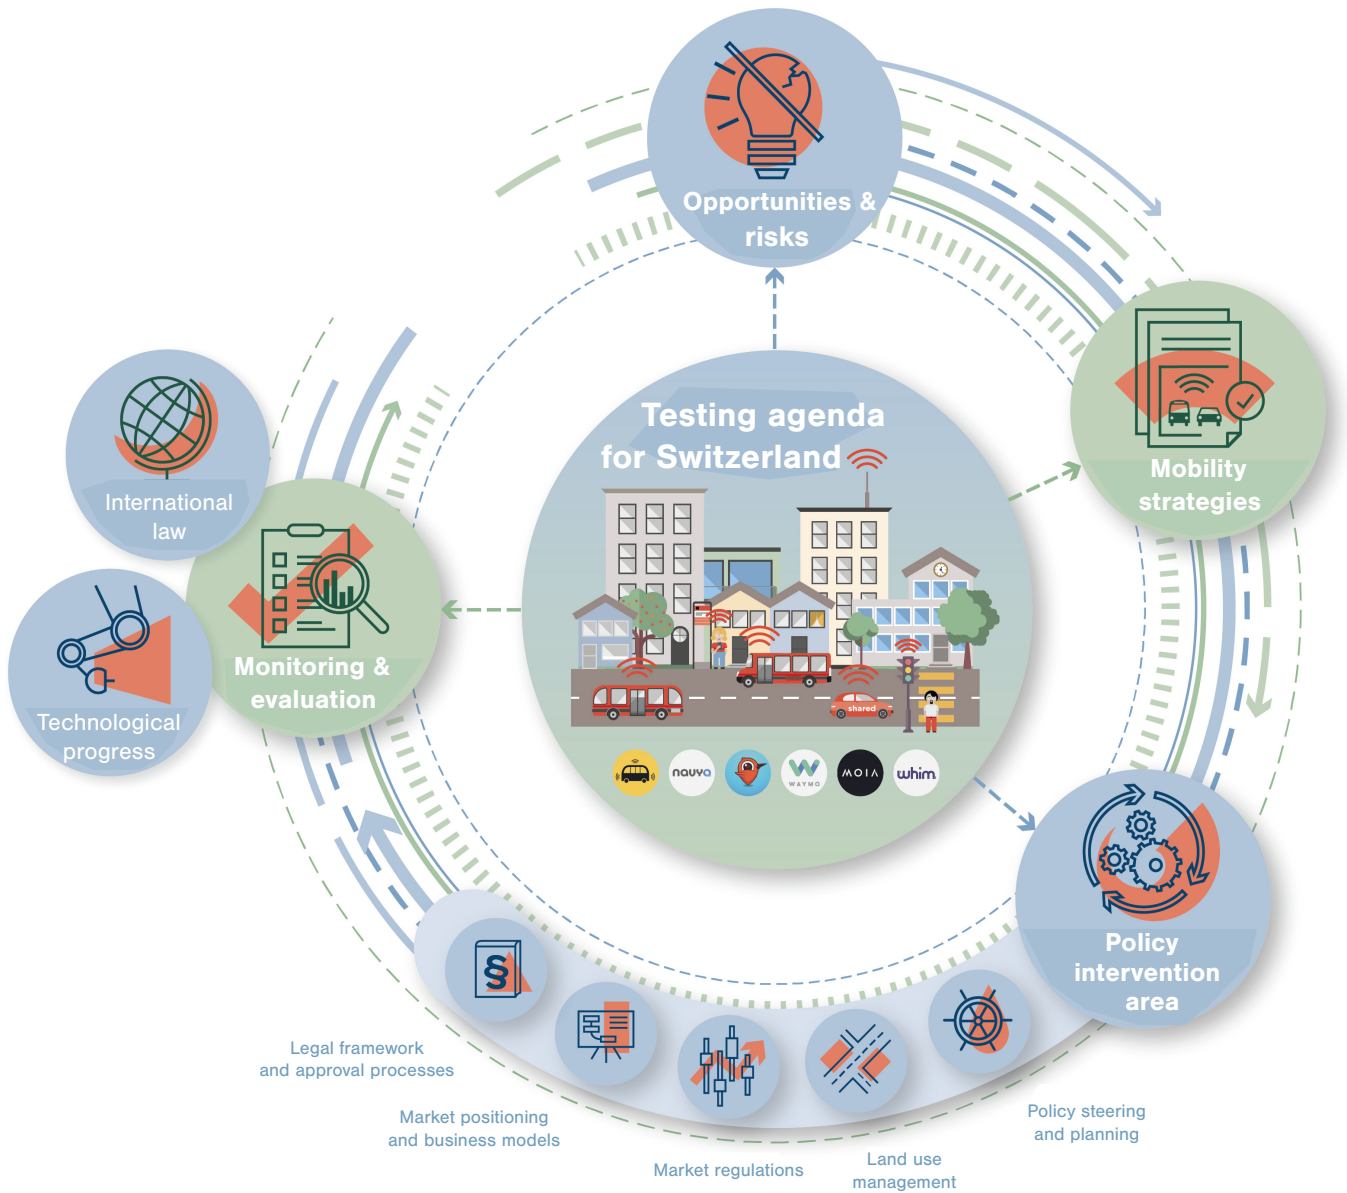 Opportunities &
risks
Mobility
strategies
Testing agenda
for Switzerland
International
law
Monitoring &
evaluation
Technological
progress
shared
navya
WAYMO
MOIA
whim
Policy
intervention
area
§
Legal framework
and approval processes
Market positioning
and business models
Market regulations
Land use
management
Policy steering
and planning